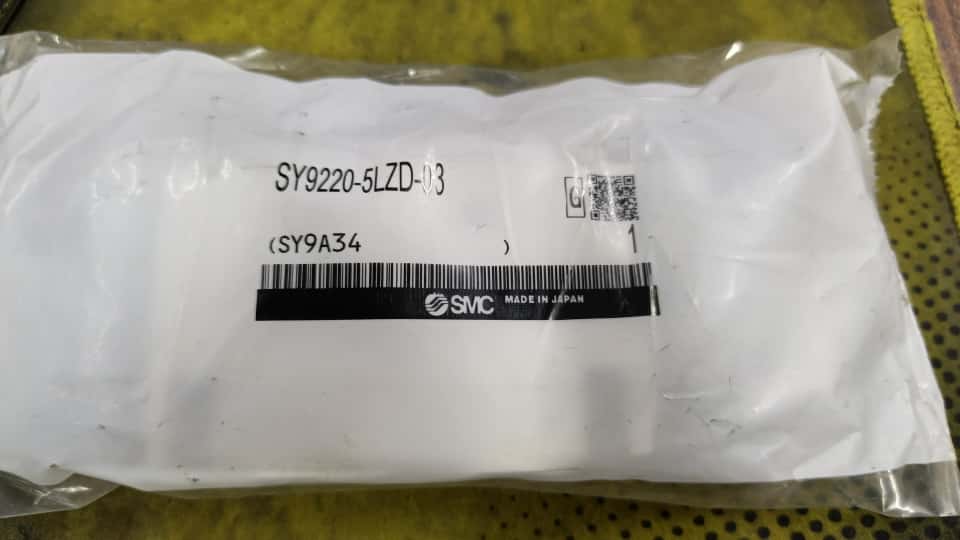 SY9220-5LZD-03
G
(SY9A34 )
1
SMC MADE IN JAPAN